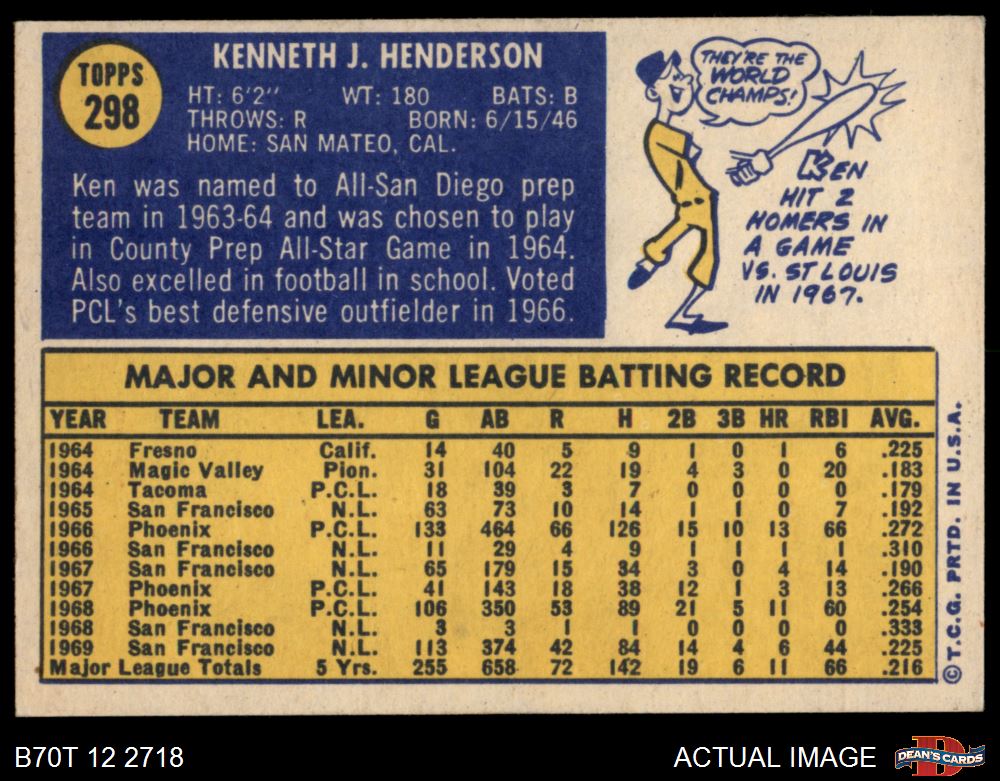 TOPPS
298
KENNETH J. HENDERSON
HT: 6'2" WT: 180 BATS: B
THROWS: R BORN: 6/15/46
HOME: SAN MATEO, CAL.
Ken was named to All-San Diego prep
team in 1963-64 and was chosen to play
in County Prep All-Star Game in 1964.
Also excelled in football in school. Voted
PCL's best defensive outfielder in 1966.
THEY'RE THE
WORLD
CHAMPS!
KEN
HIT 2
HOMERS IN
A GAME
VS. ST LOUIS
IN 1967.
MAJOR AND MINOR LEAGUE BATTING RECORD
YEAR TEAM LEA. G AB R H 2B 3B HR RBI AVG.
1964 Fresno Calif. 14 40 5 9 1 0 1 6 .225
1964 Magic Valley Pion. 31 104 22 19 4 3 0 20 .183
1964 Tacoma P.C.L. 18 39 3 7 0 0 0 0 .179
1965 San Francisco N.L. 63 73 10 14 1 1 0 7 .192
1966 Phoenix P.C.L. 133 464 66 126 15 10 13 66 .272
1966 San Francisco N.L. 11 29 4 9 1 1 1 1 .310
1967 San Francisco N.L. 65 179 15 34 3 0 4 14 .190
1967 Phoenix P.C.L. 41 143 18 38 12 1 3 13 .266
1968 Phoenix P.C.L. 106 350 53 89 21 5 11 60 .254
1968 San Francisco N.L. 3 3 1 1 0 0 0 0 .333
1969 San Francisco N.L. 113 374 42 84 14 4 6 44 .225
Major League Totals 5 Yrs. 255 658 72 142 19 6 11 66 .216
© T.C.G. PRTD. IN U.S.A.
B70T 12 2718
ACTUAL IMAGE
D
DEAN'S CARDS